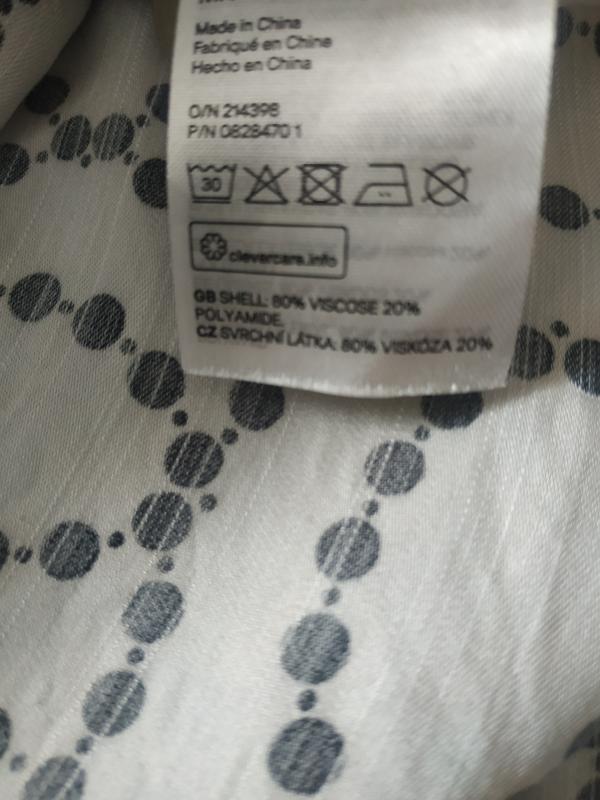 Made in China
Fabriqué en Chine
Hecho en China
O/N 214398
P/N 08284701
30
clevercare.info
GB SHELL: 80% VISCOSE 20%
POLYAMIDE.
CZ SVRCHNÍ LÁTKA: 80% VISKÓZA 20%